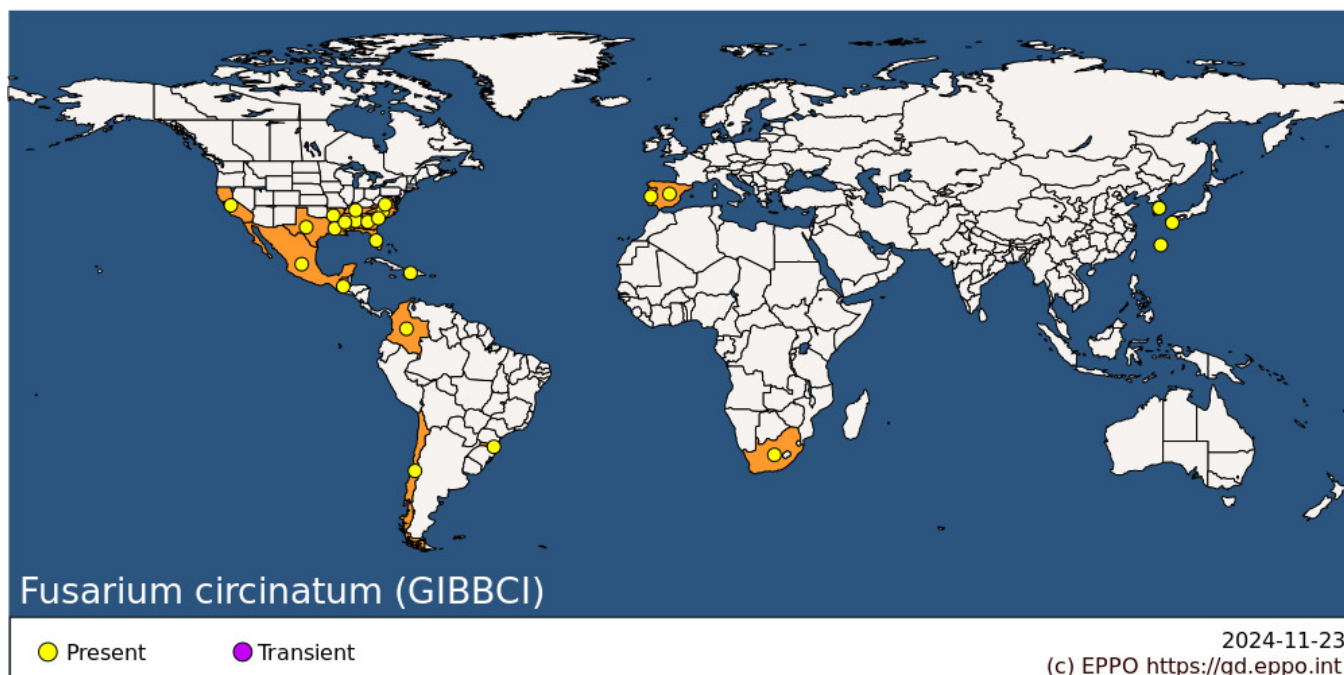 Fusarium circinatum (GIBBCI)
Present
Transient
2024-11-23
(c) EPPO https://gd.eppo.int